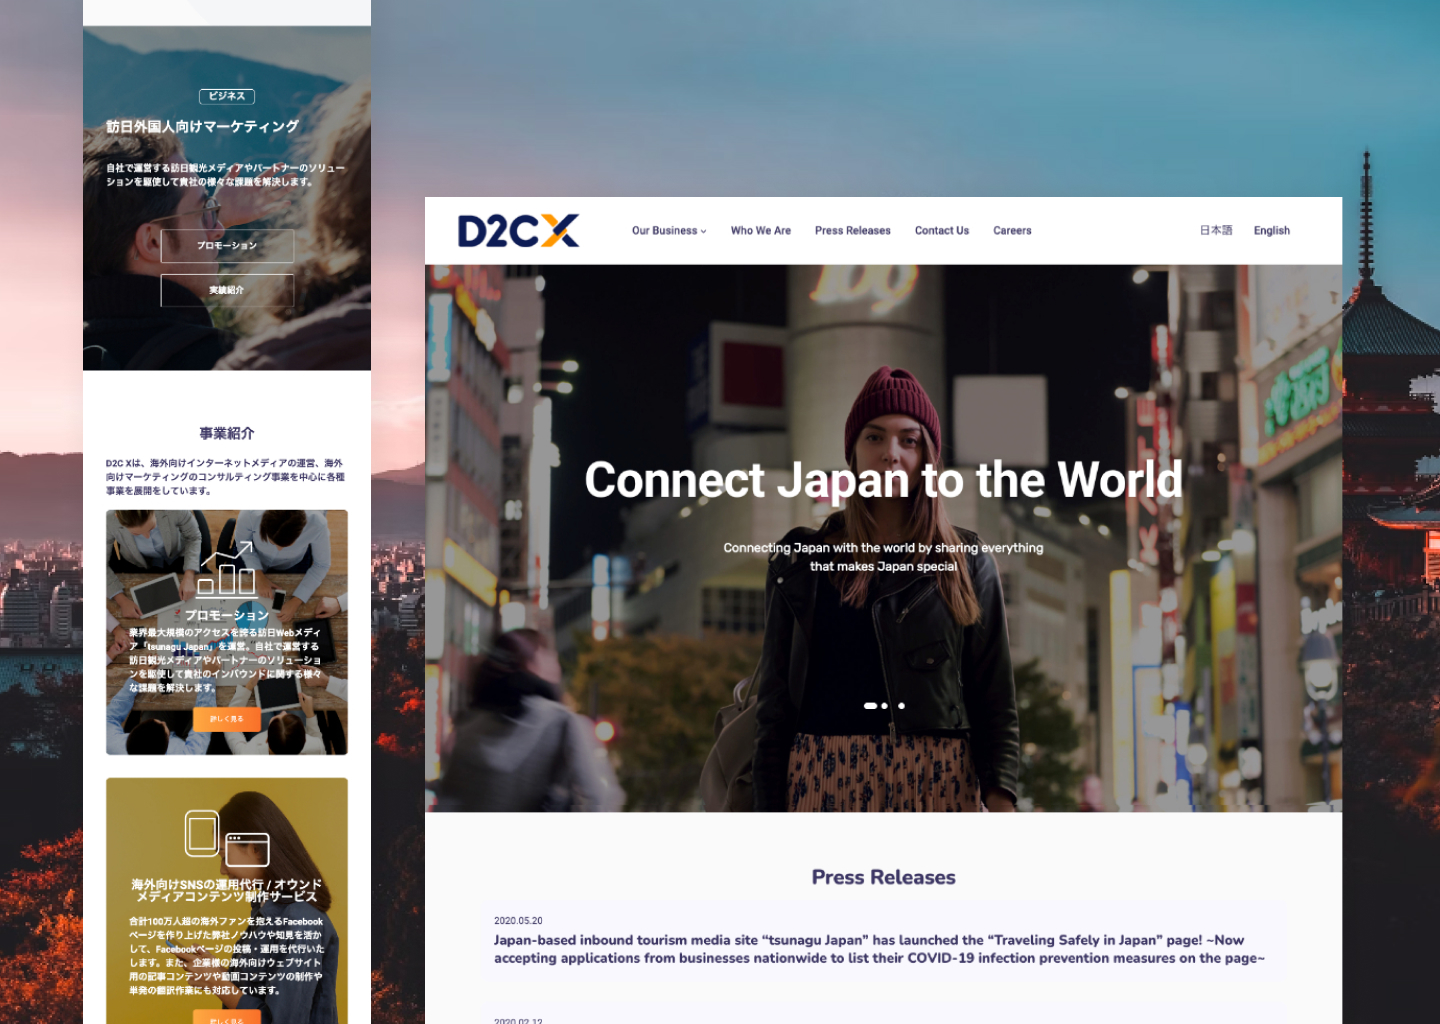 ビジネス
訪日外国人向けマーケティング
自社で運営する訪日観光メディアやパートナーのソリュー
ションを駆使して貴社の様々な課題を解決します。
プロモーション
実績紹介
事業紹介
D2C Xは、海外向けインターネットメディアの運営、海外
向けマーケティングのコンサルティング事業を中心に各種
事業を展開をしています。
プロモーション
業界最大規模のアクセスを誇る訪日Webメディ
ア「tsunagu Japan」を運営。自社で運営する
訪日観光メディアやパートナーのソリューショ
ンを駆使して貴社のインバウンドに関する様々
な課題を解決します。
詳しく見る
海外向けSNSの運用代行 / オウンド
メディアコンテンツ制作サービス
合計100万人超の海外ファンを抱えるFacebook
ページを作り上げた弊社ノウハウや知見を活か
して、Facebookページの投稿・運用を代行いた
します。また、企業様の海外向けウェブサイト
用の記事コンテンツや動画コンテンツの制作や
単発の翻訳作業にも対応しています。
詳しく見る
D2CX
Our Business
Who We Are
Press Releases
Contact Us
Careers
日本語
English
109
Connect Japan to the World
Connecting Japan with the world by sharing everything
that makes Japan special
Press Releases
2020.05.20
Japan-based inbound tourism media site “tsunagu Japan” has launched the “Traveling Safely in Japan” page! ~Now
accepting applications from businesses nationwide to list their COVID-19 infection prevention measures on the page~
2020.02.12